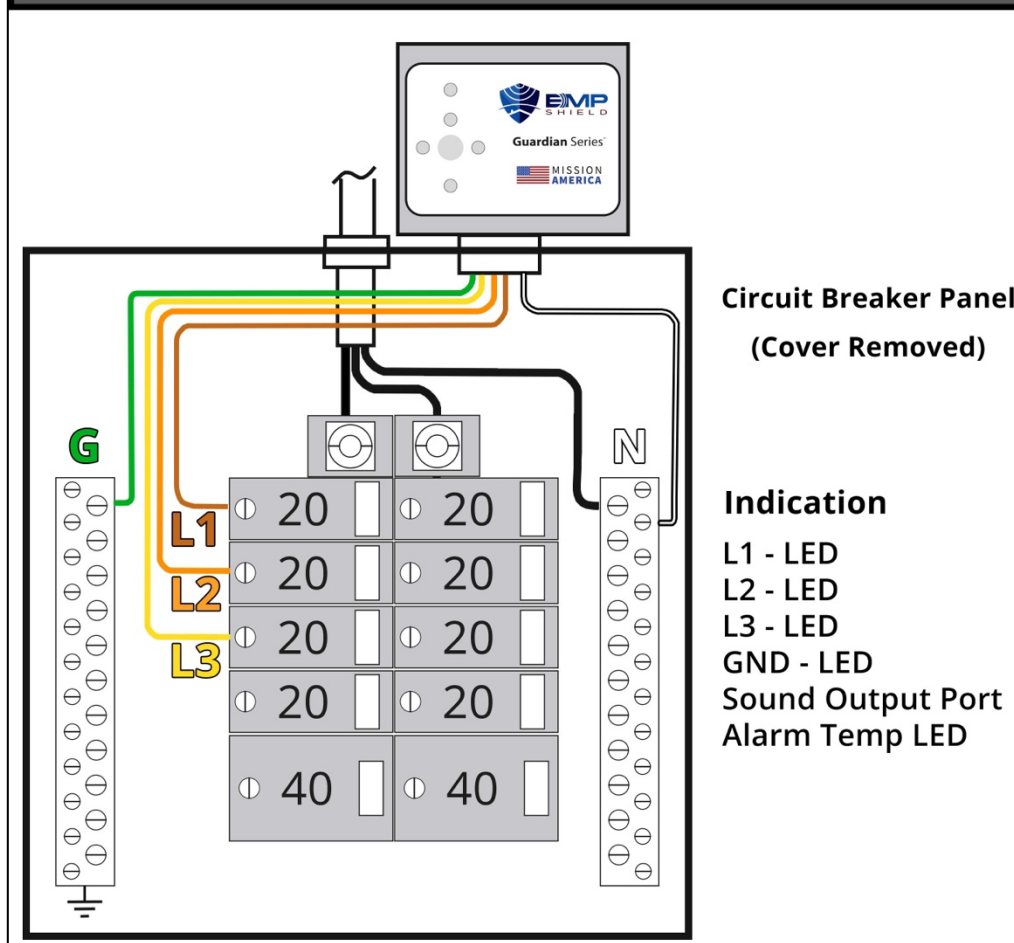 EMP
SHIELD
Guardian Series
MISSION
AMERICA
Circuit Breaker Panel
(Cover Removed)
G
N
L1
20
20
Indication
L1 - LED
L2
20
20
L2 - LED
L3
20
20
L3 - LED
GND - LED
20
20
Sound Output Port
Alarm Temp LED
40
40